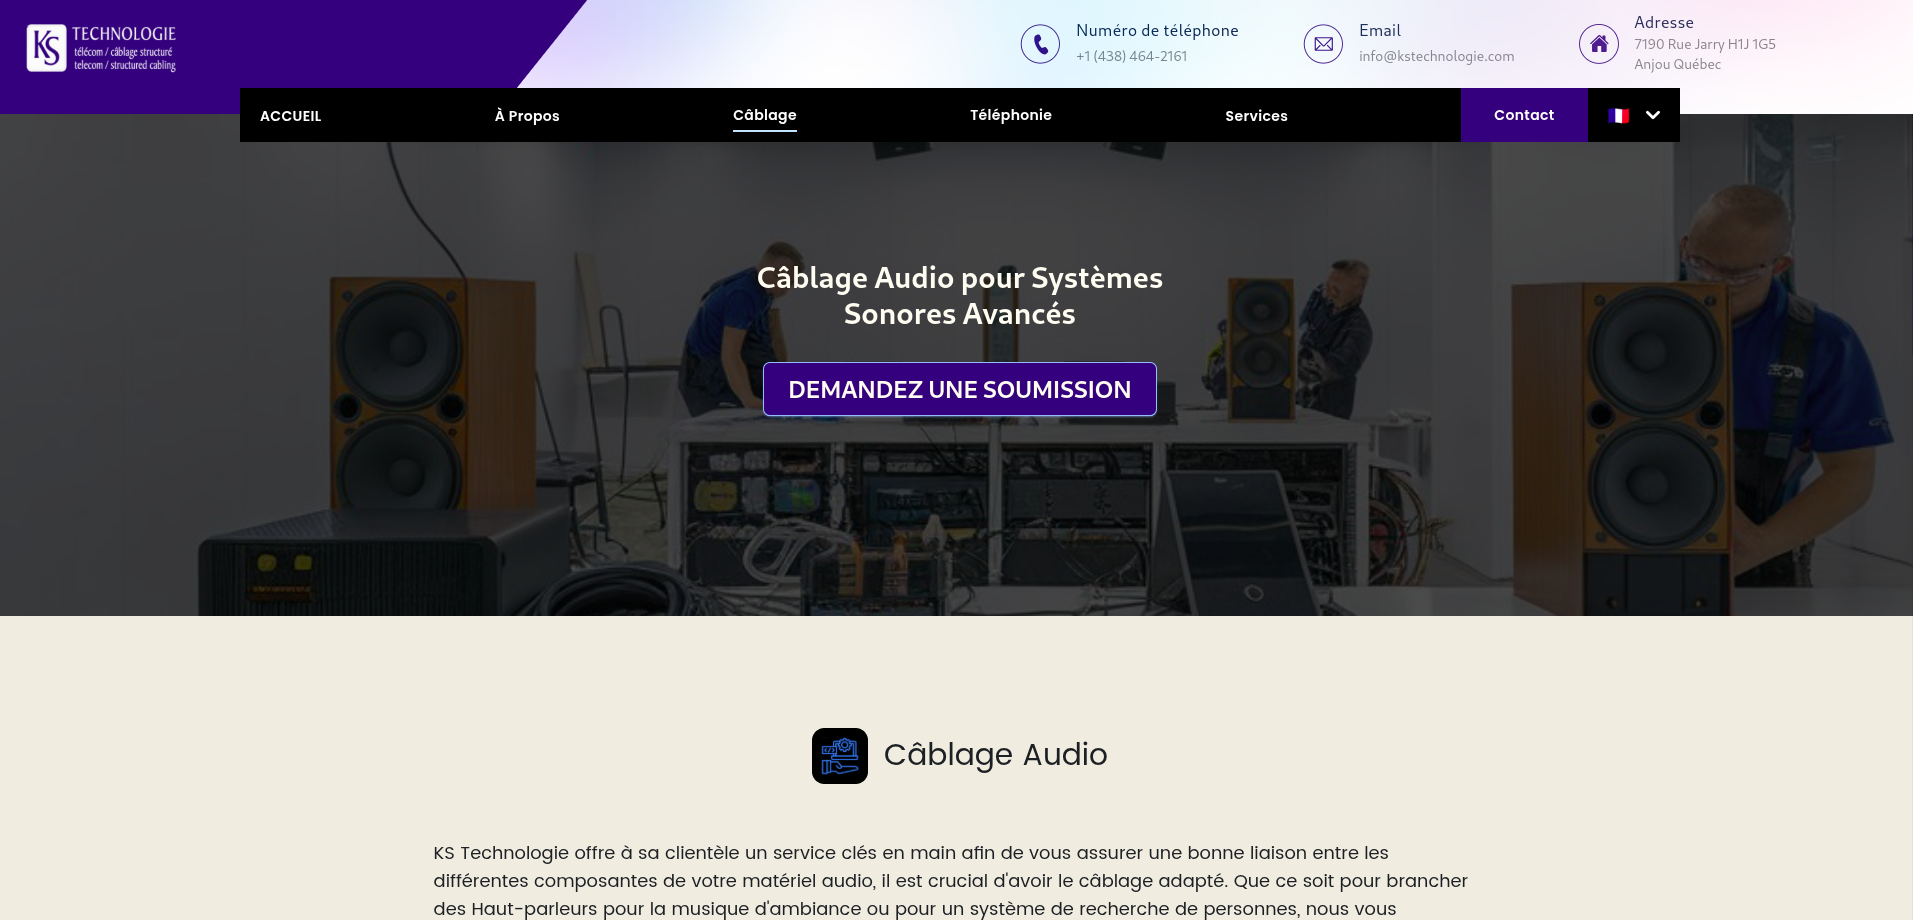 KS TECHNOLOGIE
télécom / câblage structuré
telecom / structured cabling
Numéro de téléphone
+1 (438) 464-2161
Email
info@kstechnologie.com
Adresse
7190 Rue Jarry H1J 1G5
Anjou Québec
ACCUEIL
À Propos
Câblage
Téléphonie
Services
Contact
Câblage Audio pour Systèmes
Sonores Avancés
DEMANDEZ UNE SOUMISSION
Câblage Audio
KS Technologie offre à sa clientèle un service clés en main afin de vous assurer une bonne liaison entre les
différentes composantes de votre matériel audio, il est crucial d'avoir le câblage adapté. Que ce soit pour brancher
des Haut-parleurs pour la musique d'ambiance ou pour un système de recherche de personnes, nous vous